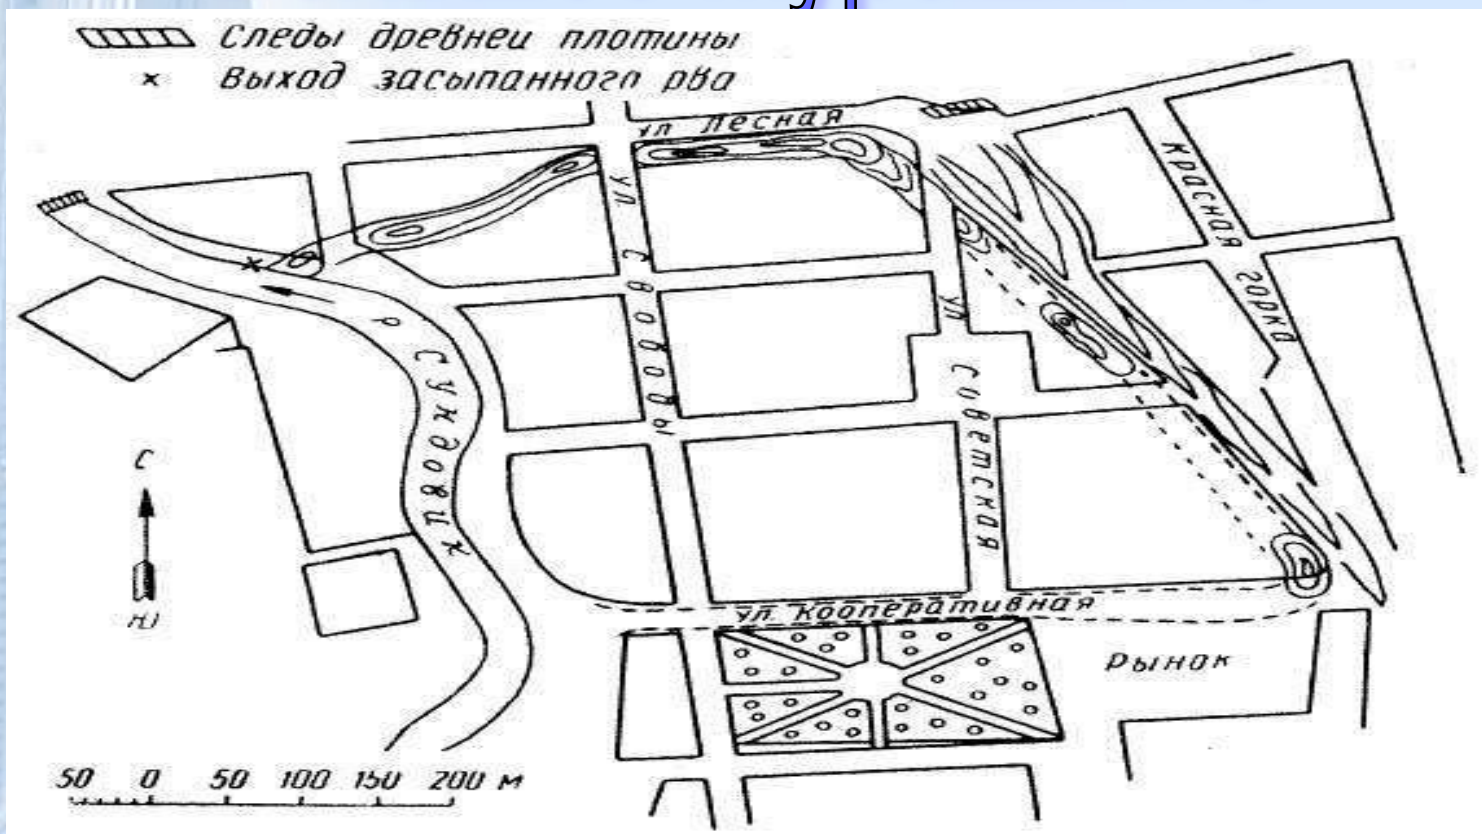 Следы древней плотины
Выход засыпанного рва
ул Лесная
ул Свободы
Красная горка
ул Советская
р Сундовик
С
ул. Кооперативная
Рынок
50 0 50 100 150 200 м